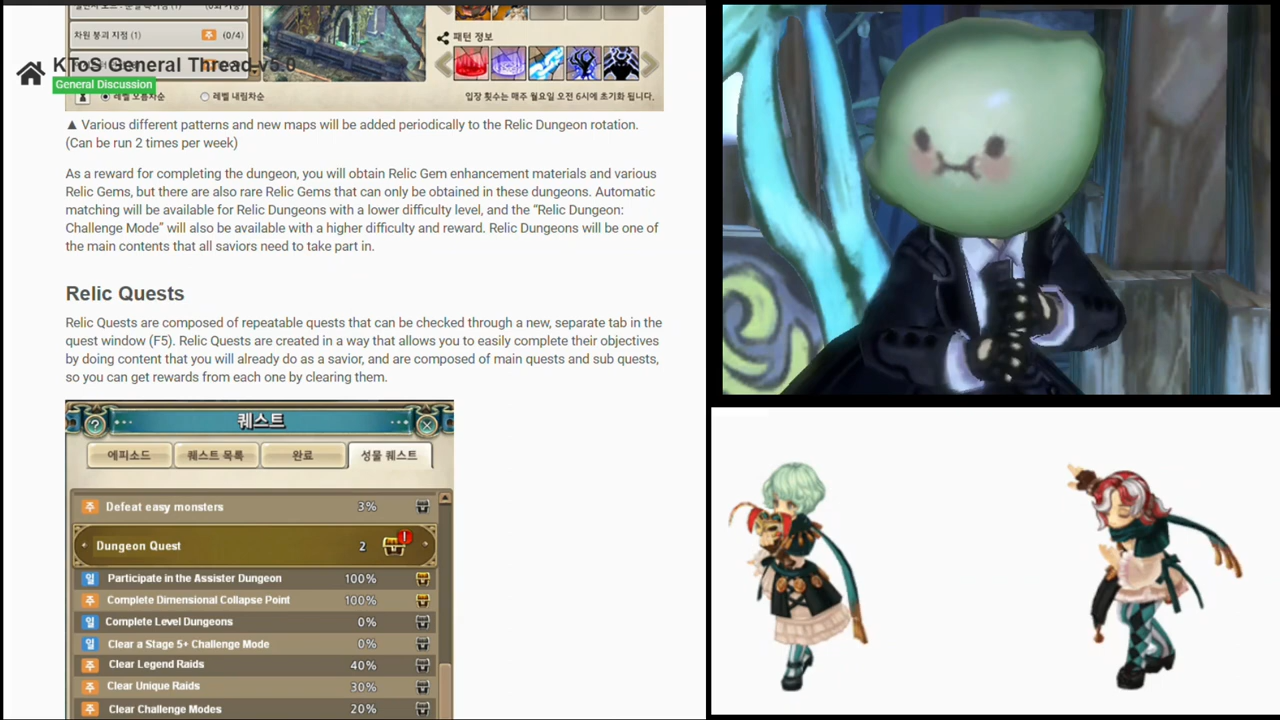 차원 붕괴 지점 (1) 주 (0/4)
패턴 정보
KToS General Thread v5.0
General Discussion
레벨 오름차순 레벨 내림차순 입장 횟수는 매주 월요일 오전 6시에 초기화 됩니다.
▲ Various different patterns and new maps will be added periodically to the Relic Dungeon rotation.
(Can be run 2 times per week)
As a reward for completing the dungeon, you will obtain Relic Gem enhancement materials and various
Relic Gems, but there are also rare Relic Gems that can only be obtained in these dungeons. Automatic
matching will be available for Relic Dungeons with a lower difficulty level, and the “Relic Dungeon:
Challenge Mode” will also be available with a higher difficulty and reward. Relic Dungeons will be one of
the main contents that all saviors need to take part in.
Relic Quests
Relic Quests are composed of repeatable quests that can be checked through a new, separate tab in the
quest window (F5). Relic Quests are created in a way that allows you to easily complete their objectives
by doing content that you will already do as a savior, and are composed of main quests and sub quests,
so you can get rewards from each one by clearing them.
퀘스트
에피소드 퀘스트 목록 완료 성물 퀘스트
주 Defeat easy monsters 3%
Dungeon Quest 2
일 Participate in the Assister Dungeon 100%
주 Complete Dimensional Collapse Point 100%
일 Complete Level Dungeons 0%
일 Clear a Stage 5+ Challenge Mode 0%
주 Clear Legend Raids 40%
주 Clear Unique Raids 30%
주 Clear Challenge Modes 20%